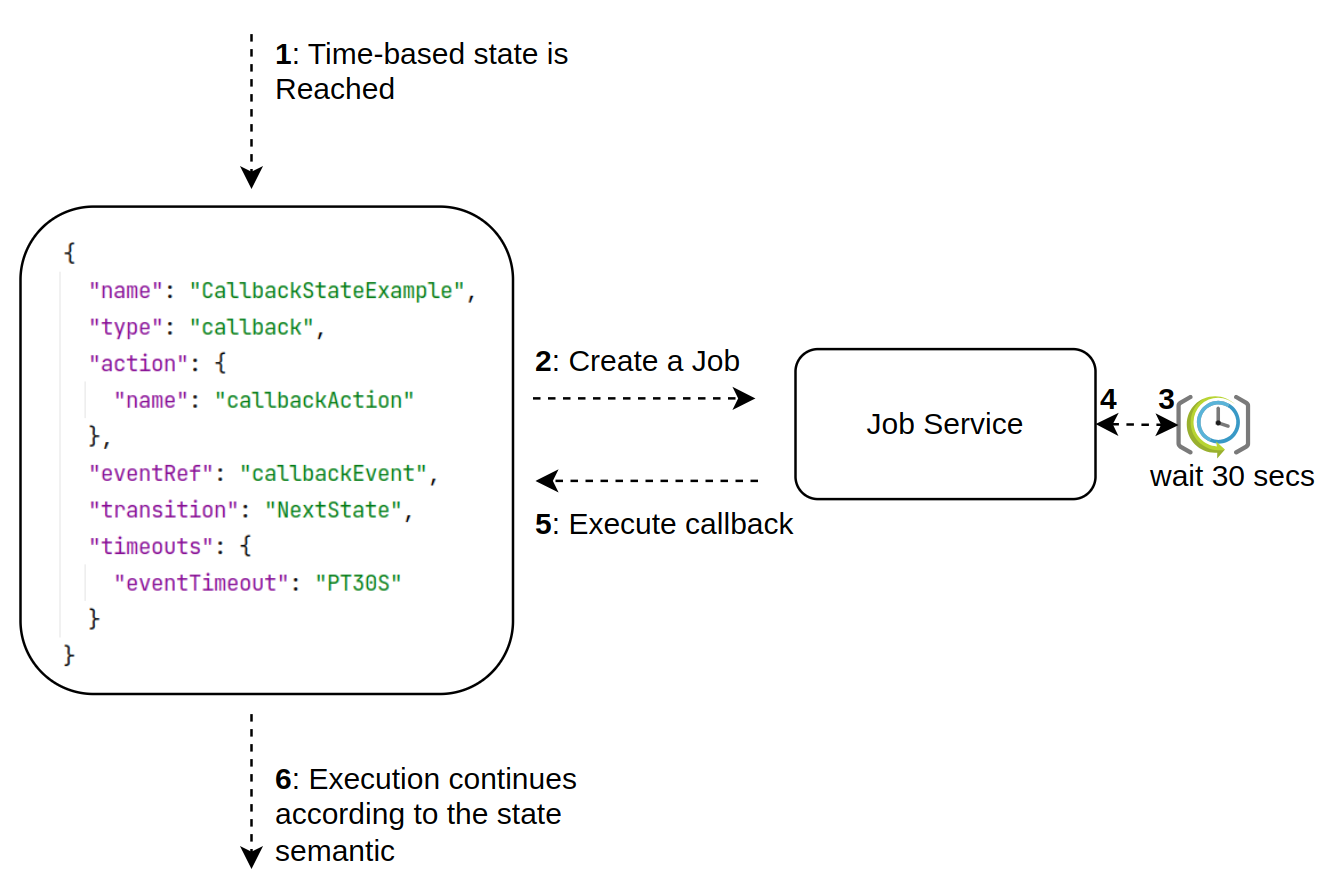 1: Time-based state is
Reached
{
"name": "CallbackStateExample",
"type": "callback",
"action": {
"name": "callbackAction"
},
"eventRef": "callbackEvent",
"transition": "NextState",
"timeouts": {
"eventTimeout": "PT30S"
}
}
2: Create a Job
5: Execute callback
Job Service
4 3
wait 30 secs
6: Execution continues
according to the state
semantic